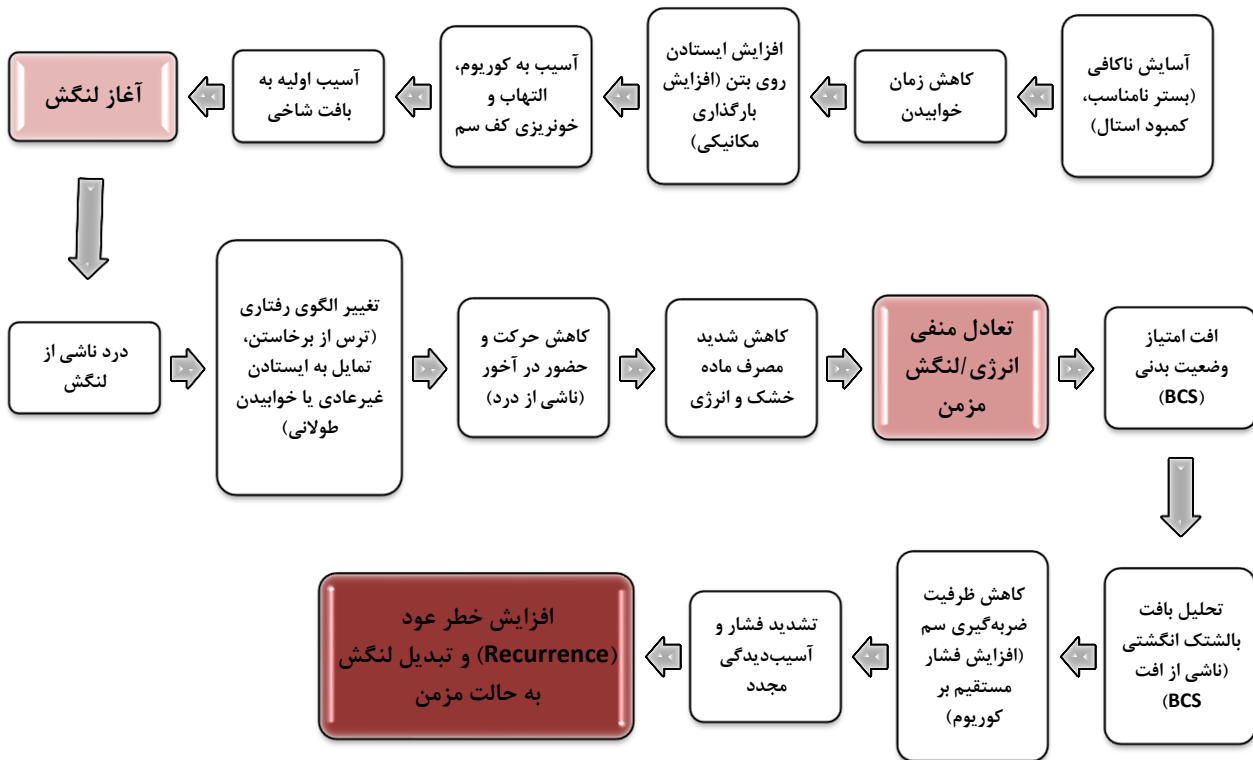 آسایش ناکافی
(بستر نامناسب،
کمبود استال)
کاهش زمان
خوابیدن
افزایش ایستادن
روی بتن (افزایش
بارگذاری
مکانیکی)
آسیب به کوریوم،
التهاب و
خونریزی کف سم
آسیب اولیه به
بافت شاخی
آغاز لنگش
درد ناشی از
لنگش
تغییر الگوی رفتاری
(ترس از برخاستن،
تمایل به ایستادن
غیرعادی یا خوابیدن
طولانی)
کاهش حرکت و
حضور در آخور
(ناشی از درد)
کاهش شدید
مصرف ماده
خشک و انرژی
تعادل منفی
انرژی/لنگش
مزمن
افت امتیاز
وضعیت بدنی
(BCS)
تحلیل بافت
بالشتک انگشتی
(ناشی از افت
BCS)
کاهش ظرفیت
ضربه‌گیری سم
(افزایش فشار
مستقیم بر
کوریوم)
تشدید فشار و
آسیب‌دیدگی
مجدد
افزایش خطر عود
(Recurrence) و تبدیل لنگش
به حالت مزمن